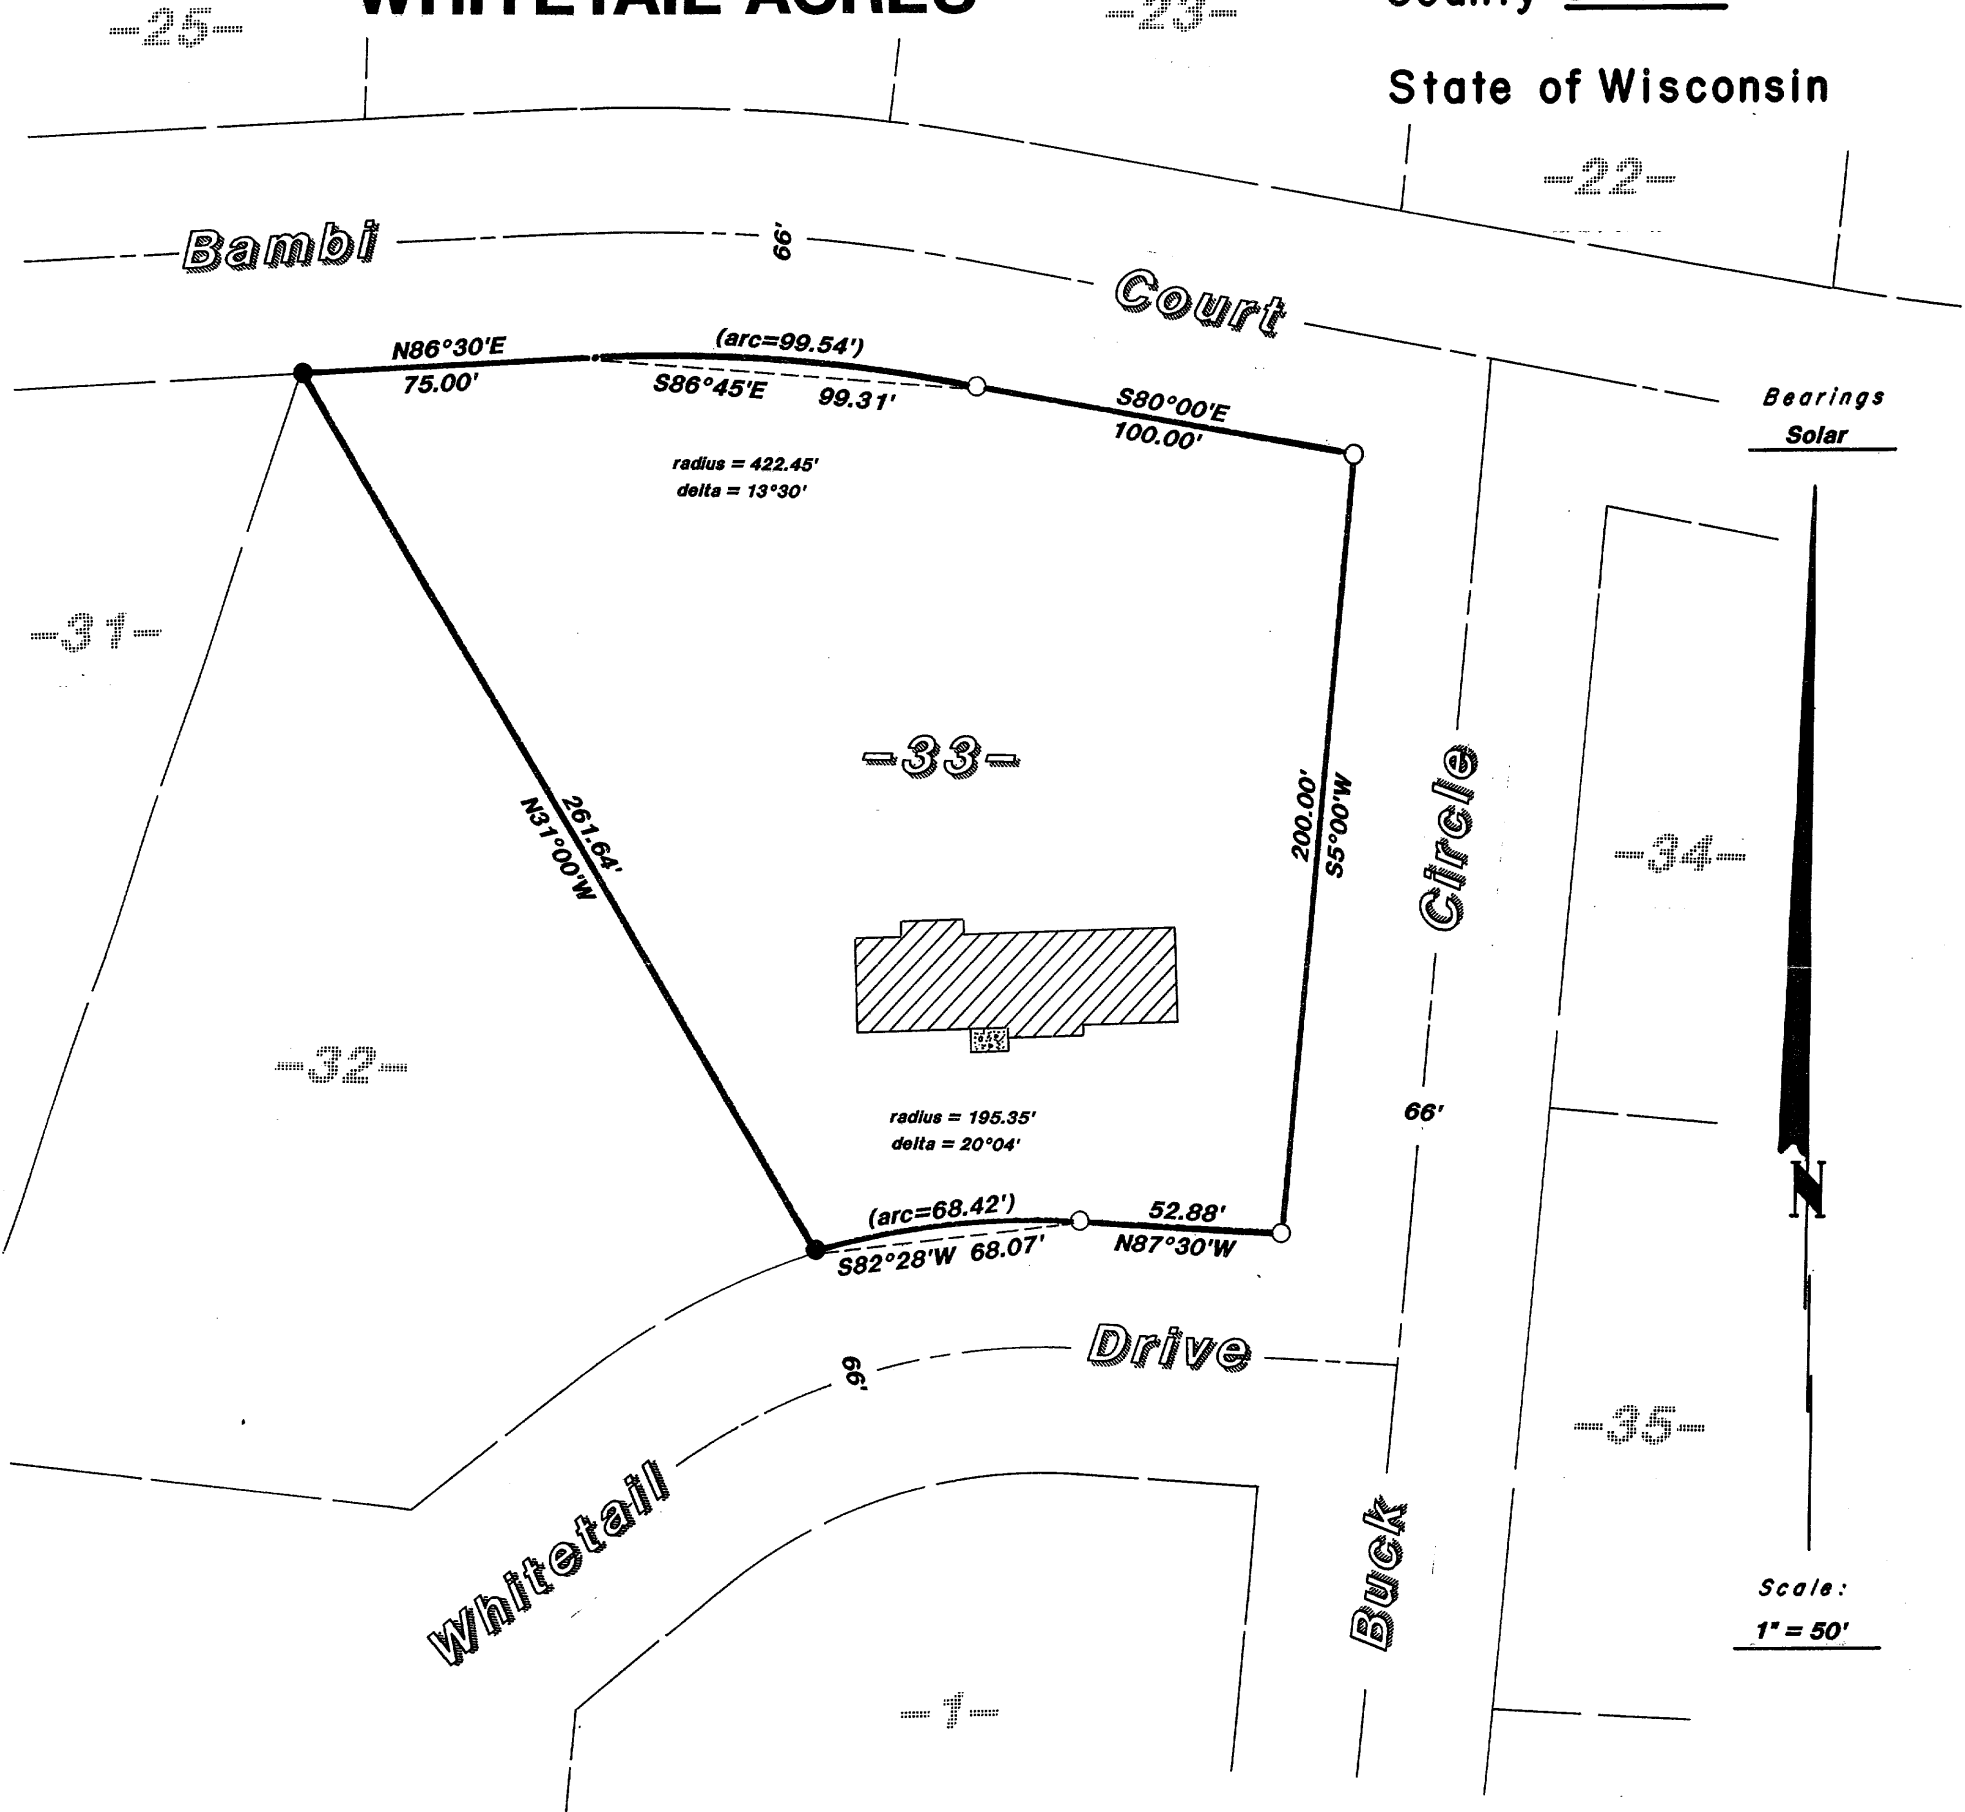 WHITETAIL ACRES
County
-25-
-23-
State of Wisconsin
-22-
Bambi
66'
Court
(arc=99.54')
N86°30'E
75.00'
S86°45'E 99.31'
S80°00'E
100.00'
Bearings
Solar
radius = 422.45'
delta = 13°30'
-31-
-33-
261.64'
N31°00'W
200.00'
S5°00'W
Circle
-34-
-32-
radius = 195.35'
delta = 20°04'
66'
N
(arc=68.42')
52.88'
S82°28'W 68.07'
N87°30'W
Drive
66'
-35-
Whitetail
Buck
Scale:
1" = 50'
-1-